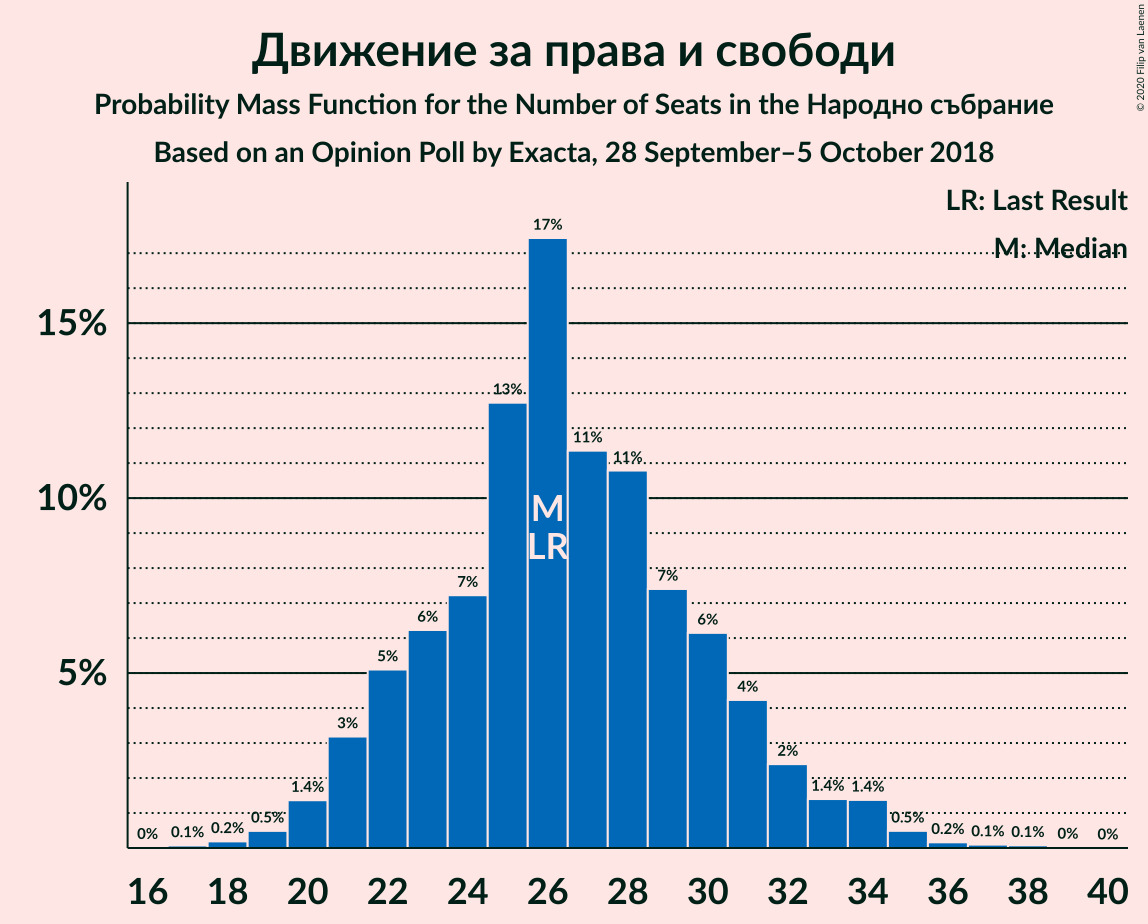 Движение за права и свободи
Probability Mass Function for the Number of Seats in the Народно събрание
Based on an Opinion Poll by Exacta, 28 September–5 October 2018
© 2020 Filip van Laenen
LR: Last Result
M: Median
15%
10%
5%
0% 0.1% 0.2% 0.5% 1.4% 3% 5% 6% 7% 13% 17% 11% 11% 7% 6% 4% 2% 1.4% 1.4% 0.5% 0.2% 0.1% 0.1% 0% 0%
M
LR
16 18 20 22 24 26 28 30 32 34 36 38 40